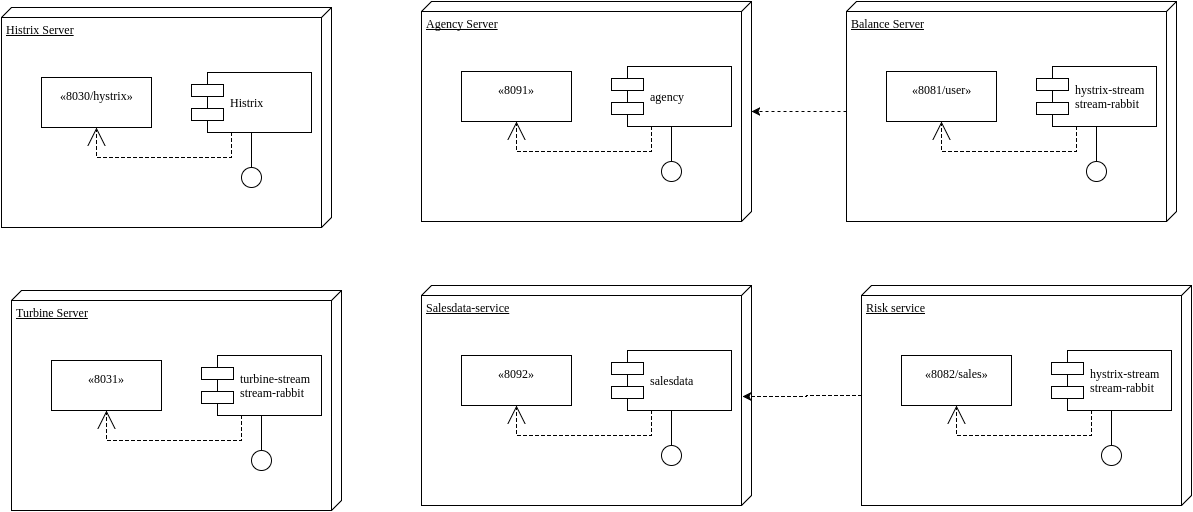 Histrix Server
«8030/hystrix»
Histrix
Agency Server
«8091»
agency
Balance Server
«8081/user»
hystrix-stream
stream-rabbit
Turbine Server
«8031»
turbine-stream
stream-rabbit
Salesdata-service
«8092»
salesdata
Risk service
«8082/sales»
hystrix-stream
stream-rabbit